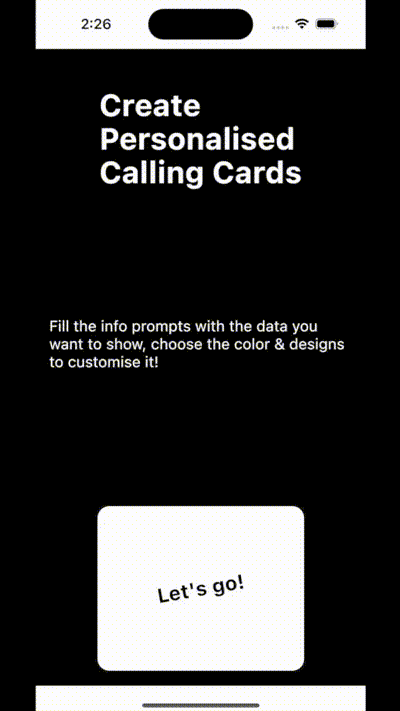 2:26
Create
Personalised
Calling Cards
Fill the info prompts with the data you
want to show, choose the color & designs
to customise it!
Let's go!